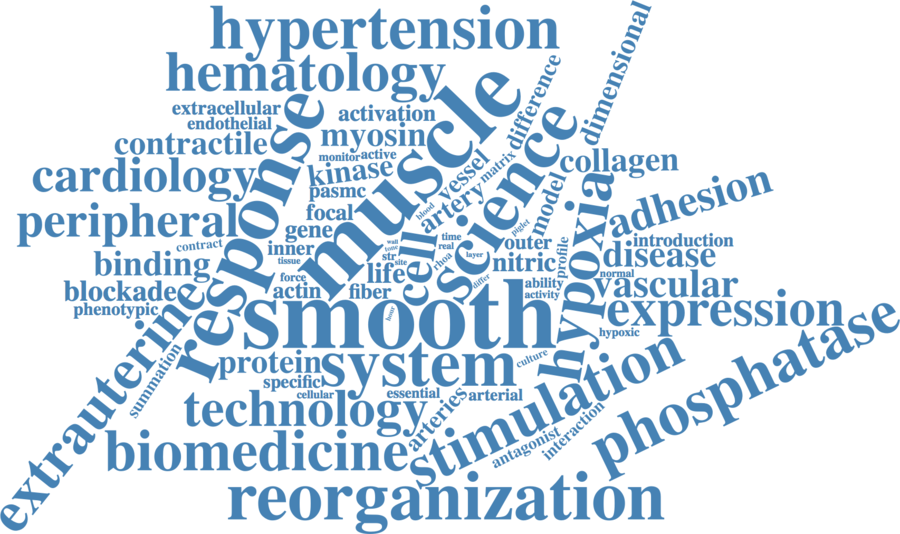 hypertension
hematology
dimensional
difference
muscle
extracellular
endothelial
activation
response
science
contractile
myosin
monitor
active
kinase
vessel
matrix
collagen
cardiology
pasmc
artery
model
hypoxia
adhesion
peripheral
focal
blood
gene
piglet
contract
inner
wall
time
outer
introduction
tone
real
binding
tissue
str
site
cell
rhoa
layer
nitric
profile
disease
normal
force
life
differ
ability
vascular
blockade
actin
fiber
activity
phenotypic
smooth
hypoxic
expression
extrauterine
summation
protein
system
culture
phosphatase
specific
cellular
essential
arterial
stimulation
technology
arteries
antagonist
interaction
biomedicine
reorganization